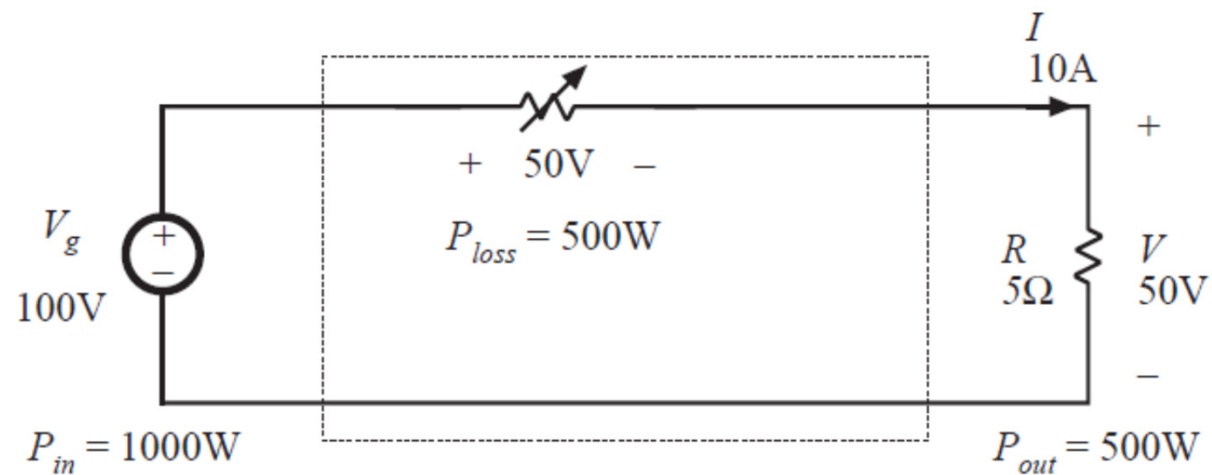 I
10A
+
+ 50V –
V_g
+
–
100V
P_loss = 500W
R
5Ω
V
50V
–
P_in = 1000W
P_out = 500W